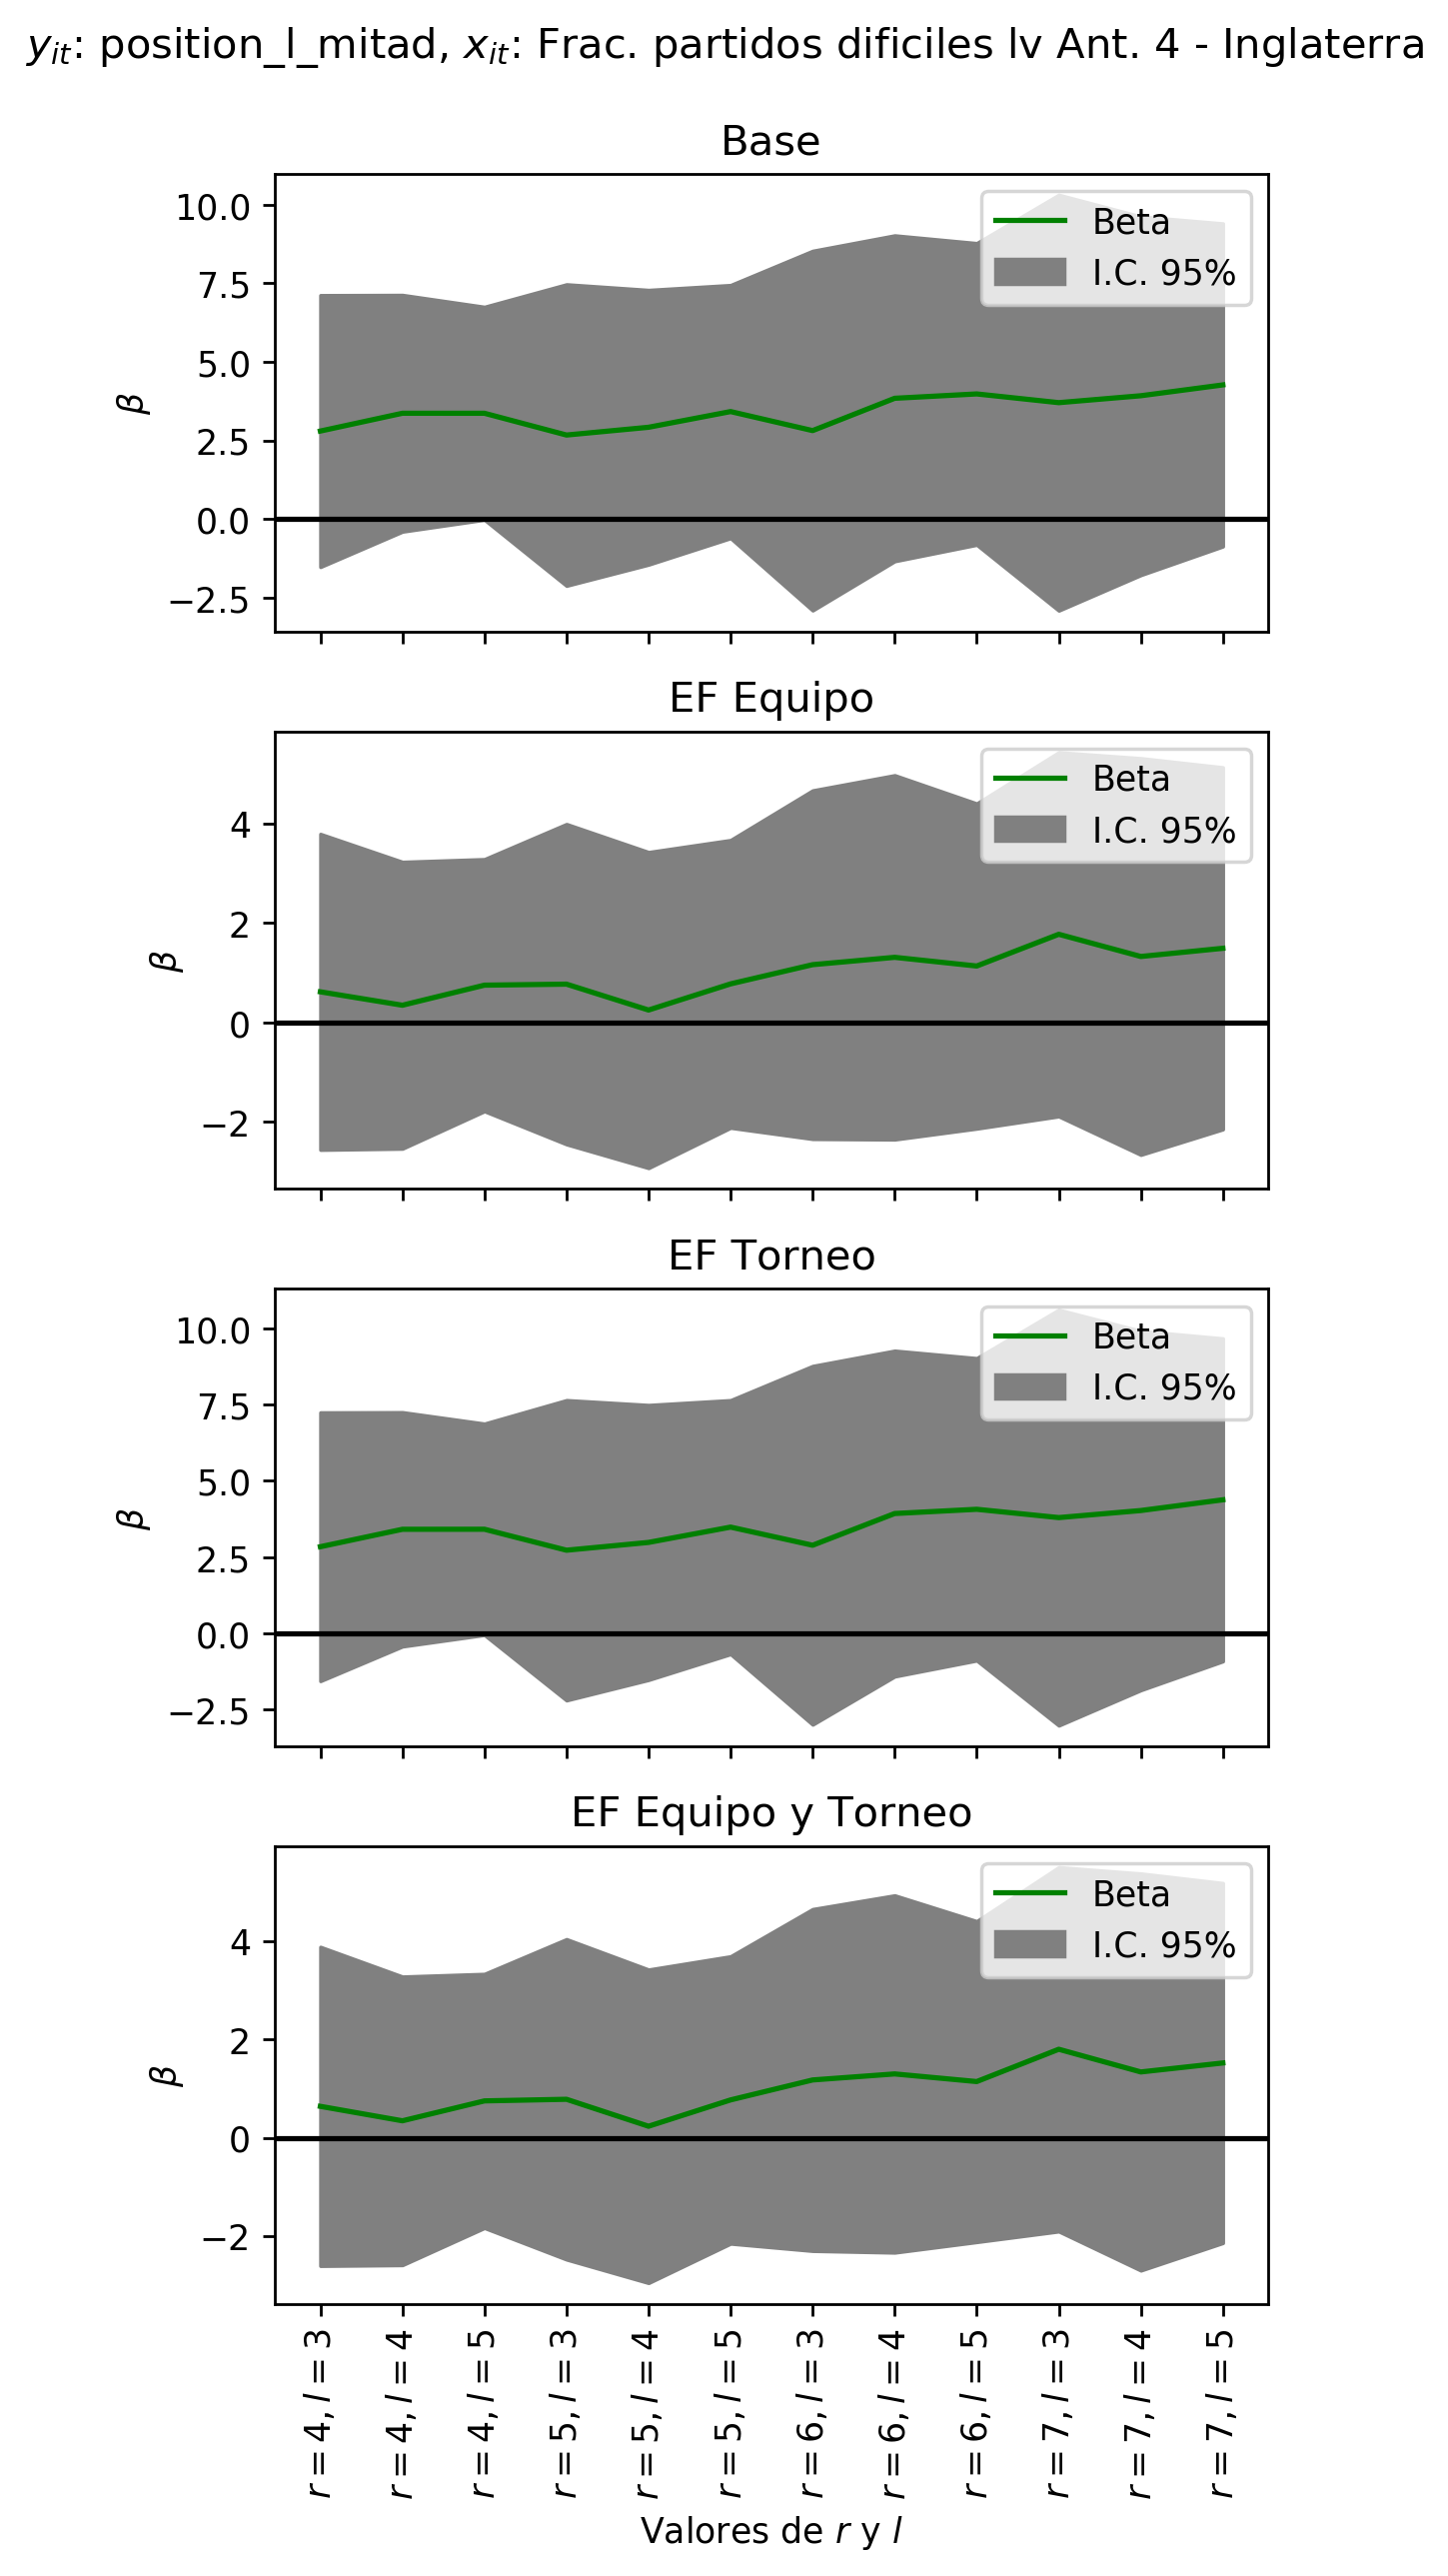 y_it: position_l_mitad, x_it: Frac. partidos dificiles lv Ant. 4 - Inglaterra
Base
10.0
7.5
5.0
2.5
0.0
−2.5
β
Beta
I.C. 95%
EF Equipo
4
2
0
−2
β
Beta
I.C. 95%
EF Torneo
10.0
7.5
5.0
2.5
0.0
−2.5
β
Beta
I.C. 95%
EF Equipo y Torneo
4
2
0
−2
β
Beta
I.C. 95%
r = 4, l = 3
r = 4, l = 4
r = 4, l = 5
r = 5, l = 3
r = 5, l = 4
r = 5, l = 5
r = 6, l = 3
r = 6, l = 4
r = 6, l = 5
r = 7, l = 3
r = 7, l = 4
r = 7, l = 5
Valores de r y l